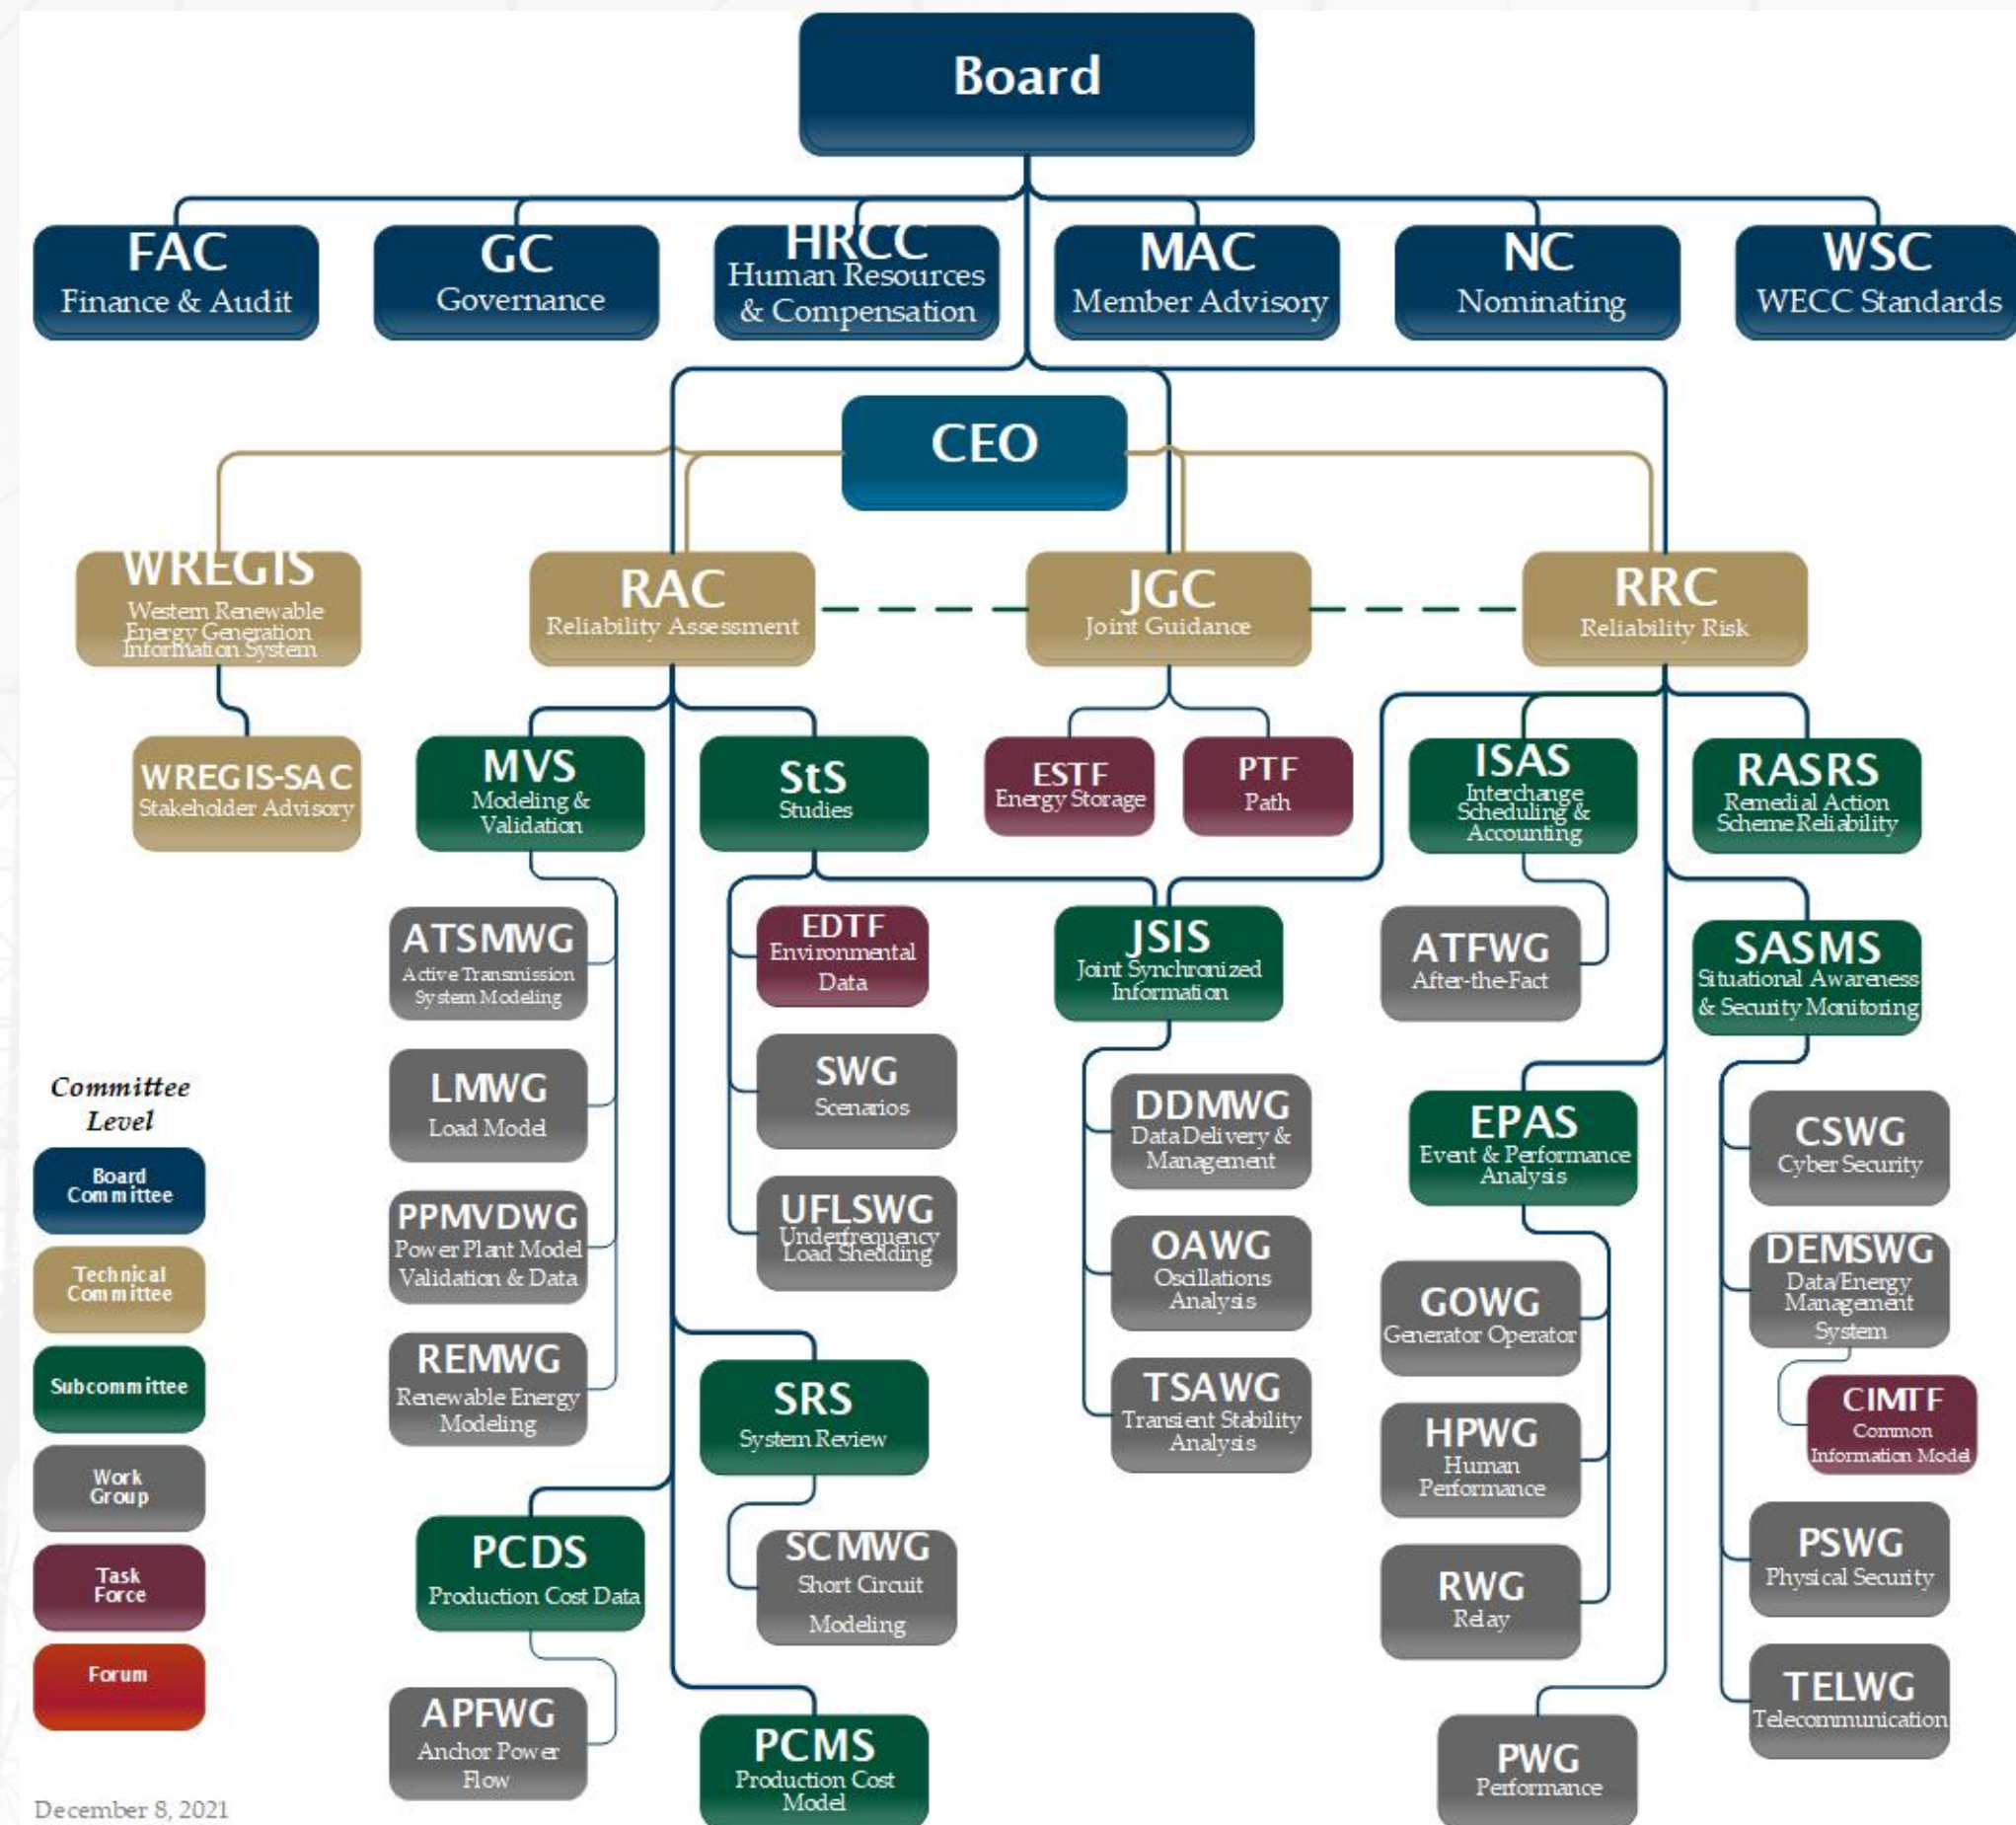 Board
FAC
Finance & Audit
GC
Governance
HRCC
Human Resources
& Compensation
MAC
Member Advisory
NC
Nominating
WSC
WECC Standards
CEO
WREGIS
Western Renewable
Energy Generation
Information System
RAC
Reliability Assessment
JGC
Joint Guidance
RRC
Reliability Risk
WREGIS-SAC
Stakeholder Advisory
MVS
Modeling &
Validation
StS
Studies
ESTF
Energy Storage
PTF
Path
ISAS
Interchange
Scheduling &
Accounting
RASRS
Remedial Action
Scheme Reliability
ATSMWG
Active Transmission
System Modeling
EDTF
Environmental
Data
JSIS
Joint Synchronized
Information
ATFWG
After-the-Fact
SASMS
Situational Awareness
& Security Monitoring
LMWG
Load Model
SWG
Scenarios
DDMWG
Data Delivery &
Management
EPAS
Event & Performance
Analysis
CSWG
Cyber Security
PPMVDWG
Power Plant Model
Validation & Data
UFLSWG
Underfrequency
Load Shedding
OAWG
Oscillations
Analysis
GOWG
Generator Operator
DEMSWG
Data/Energy
Management
System
REMWG
Renewable Energy
Modeling
SRS
System Review
TSAWG
Transient Stability
Analysis
HPWG
Human
Performance
CIMTF
Common
Information Model
PCDS
Production Cost Data
SCMWG
Short Circuit
Modeling
RWG
Relay
PSWG
Physical Security
APFWG
Anchor Power
Flow
PCMS
Production Cost
Model
PWG
Performance
TELWG
Telecommunication
Committee
Level
Board
Committee
Technical
Committee
Subcommittee
Work
Group
Task
Force
Forum
December 8, 2021